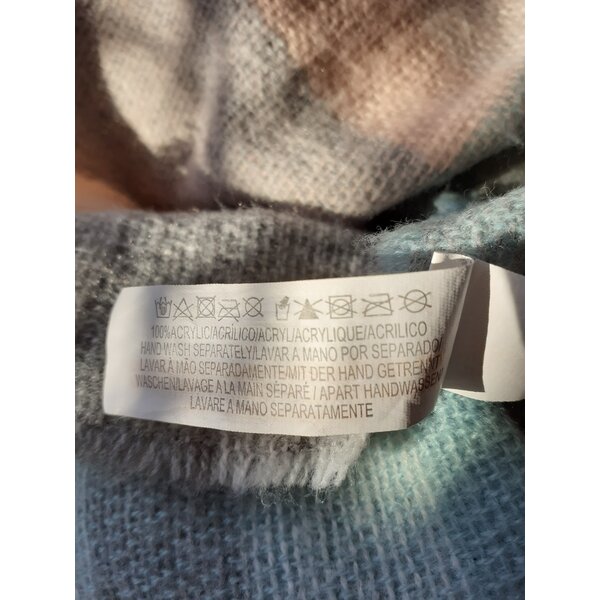 100%ACRYLIC/ACRÍLICO/ACRYL/ACRYLIQUE/ACRILICO
HAND WASH SEPARATELY/LAVAR A MANO POR SEPARADO/
LAVAR A MÃO SEPARADAMENTE/MIT DER HAND GETRENNT
WASCHEN/LAVAGE A LA MAIN SÉPARÉ / APART HANDWASSEN
LAVARE A MANO SEPARATAMENTE